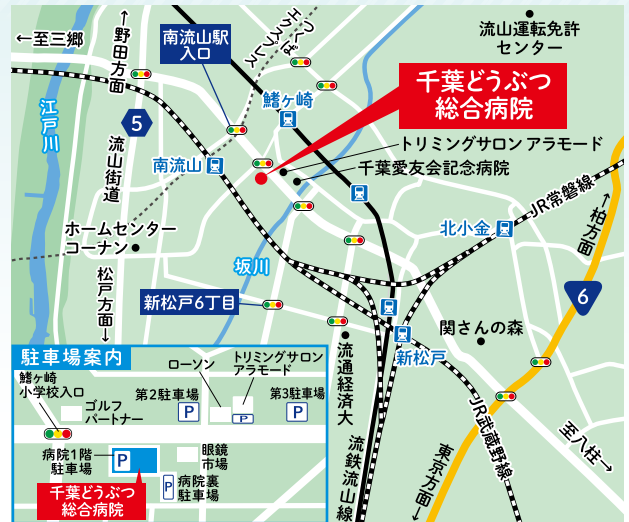 ←至三郷
←野田方面
南流山駅
入口
つくば
エクスプレス
流山運転免許
センター
千葉どうぶつ
総合病院
江戸川
5
流山街道
鰭ヶ崎
南流山
トリミングサロン アラモード
千葉愛友会記念病院
JR常磐線
北小金
←柏方面
ホームセンター
コーナン
坂川
松戸方面→
新松戸6丁目
6
関さんの森
新松戸
流通経済大
流鉄流山線
JR武蔵野線
至八柱→
東京方面→
駐車場案内
鰭ヶ崎
小学校入口
ゴルフ
パートナー
ローソン
トリミングサロン
アラモード
第2駐車場
P
P
第3駐車場
P
病院1階
駐車場
P
眼鏡
市場
P
病院裏
駐車場
千葉どうぶつ
総合病院